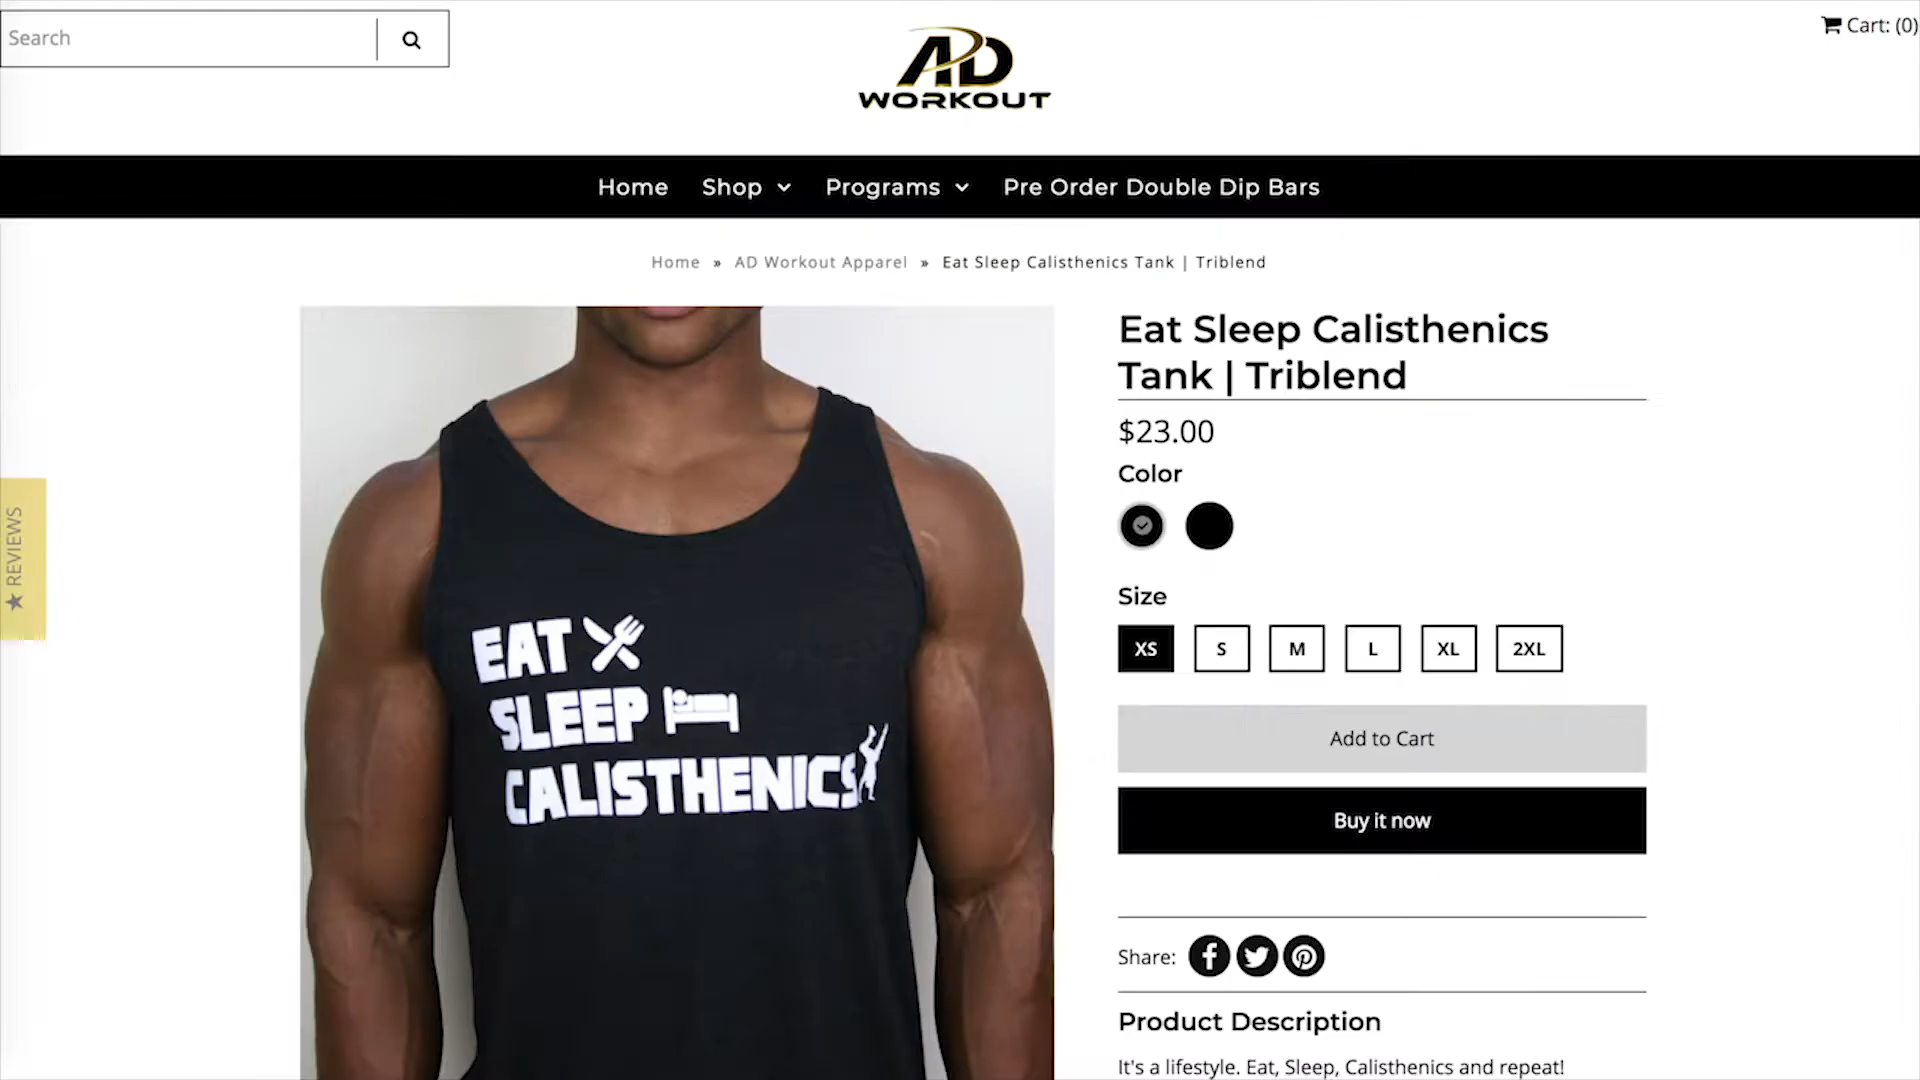 Search
Cart: (0)
AD
WORKOUT
Home Shop Programs Pre Order Double Dip Bars
Home » AD Workout Apparel » Eat Sleep Calisthenics Tank | Triblend
Eat Sleep Calisthenics
Tank | Triblend
$23.00
Color
Size
XS S M L XL 2XL
Add to Cart
Buy it now
Share:
Product Description
It's a lifestyle. Eat, Sleep, Calisthenics and repeat!
★ REVIEWS
EAT
SLEEP
CALISTHENICS